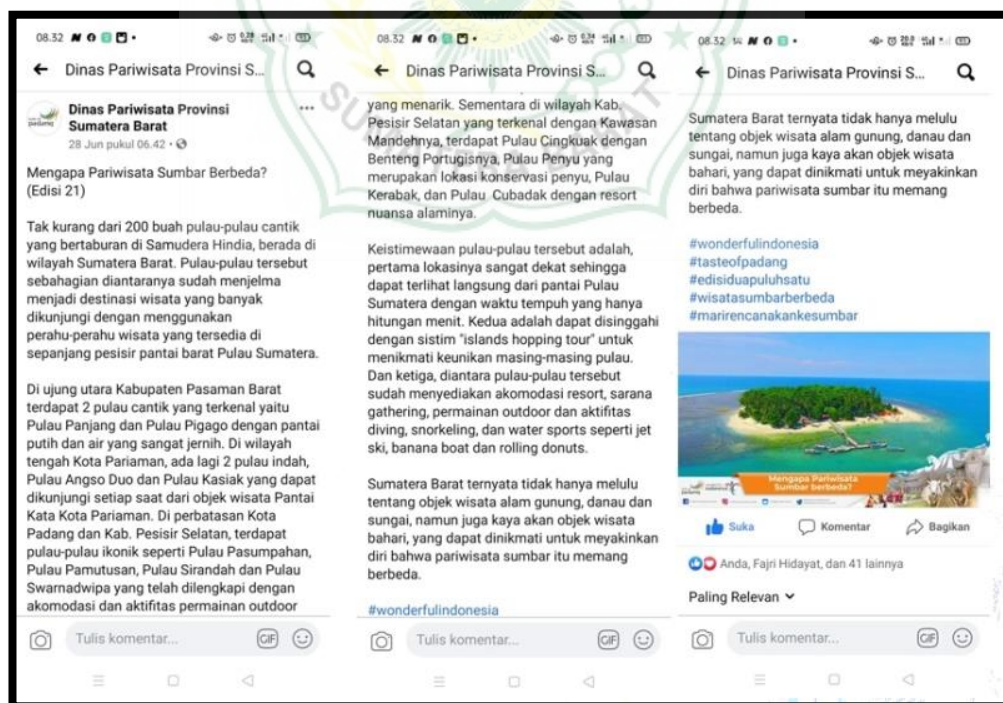 08.32
Dinas Pariwisata Provinsi S...
Dinas Pariwisata Provinsi
Sumatera Barat
28 Jun pukul 06.42
Mengapa Pariwisata Sumbar Berbeda?
(Edisi 21)
Tak kurang dari 200 buah pulau-pulau cantik
yang bertaburan di Samudera Hindia, berada di
wilayah Sumatera Barat. Pulau-pulau tersebut
sebahagian diantaranya sudah menjelma
menjadi destinasi wisata yang banyak
dikunjungi dengan menggunakan
perahu-perahu wisata yang tersedia di
sepanjang pesisir pantai barat Pulau Sumatera.
Di ujung utara Kabupaten Pasaman Barat
terdapat 2 pulau cantik yang terkenal yaitu
Pulau Panjang dan Pulau Pigago dengan pantai
putih dan air yang sangat jernih. Di wilayah
tengah Kota Pariaman, ada lagi 2 pulau indah,
Pulau Angso Duo dan Pulau Kasiak yang dapat
dikunjungi setiap saat dari objek wisata Pantai
Kata Kota Pariaman. Di perbatasan Kota
Padang dan Kab. Pesisir Selatan, terdapat
pulau-pulau ikonik seperti Pulau Pasumpahan,
Pulau Pamutusan, Pulau Sirandah dan Pulau
Swarnadwipa yang telah dilengkapi dengan
akomodasi dan aktifitas permainan outdoor
Tulis komentar...
GIF
08.32
Dinas Pariwisata Provinsi S...
yang menarik. Sementara di wilayah Kab.
Pesisir Selatan yang terkenal dengan Kawasan
Mandehnya, terdapat Pulau Cingkuak dengan
Benteng Portugisnya, Pulau Penyu yang
merupakan lokasi konservasi penyu, Pulau
Kerabak, dan Pulau Cubadak dengan resort
nuansa alaminya.
Keistimewaan pulau-pulau tersebut adalah,
pertama lokasinya sangat dekat sehingga
dapat terlihat langsung dari pantai Pulau
Sumatera dengan waktu tempuh yang hanya
hitungan menit. Kedua adalah dapat disinggahi
dengan sistim "islands hopping tour" untuk
menikmati keunikan masing-masing pulau.
Dan ketiga, diantara pulau-pulau tersebut
sudah menyediakan akomodasi resort, sarana
gathering, permainan outdoor dan aktifitas
diving, snorkeling, dan water sports seperti jet
ski, banana boat dan rolling donuts.
Sumatera Barat ternyata tidak hanya melulu
tentang objek wisata alam gunung, danau dan
sungai, namun juga kaya akan objek wisata
bahari, yang dapat dinikmati untuk meyakinkan
diri bahwa pariwisata sumbar itu memang
berbeda.
#wonderfulindonesia
Tulis komentar...
GIF
08.32
Dinas Pariwisata Provinsi S...
Sumatera Barat ternyata tidak hanya melulu
tentang objek wisata alam gunung, danau dan
sungai, namun juga kaya akan objek wisata
bahari, yang dapat dinikmati untuk meyakinkan
diri bahwa pariwisata sumbar itu memang
berbeda.
#wonderfulindonesia
#tasteofpadang
#edisiduapuluhsatu
#wisatasumbarberbeda
#marirencanakankesumbar
Mengapa Pariwisata
Sumbar berbeda?
Suka
Komentar
Bagikan
Anda, Fajri Hidayat, dan 41 lainnya
Paling Relevan
Tulis komentar...
GIF
SUMATERA BARAT